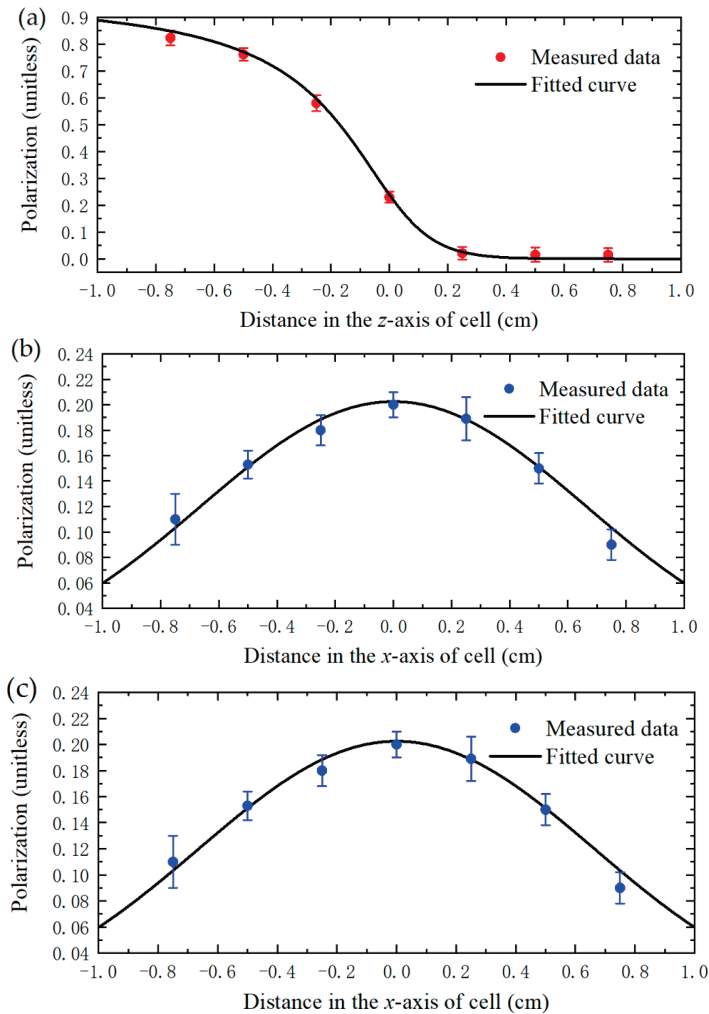 (a)
Polarization (unitless)
0.9
0.8
0.7
0.6
0.5
0.4
0.3
0.2
0.1
0.0
Measured data
Fitted curve
-1.0 -0.8 -0.6 -0.4 -0.2 0.0 0.2 0.4 0.6 0.8 1.0
Distance in the z-axis of cell (cm)
(b)
Polarization (unitless)
0.24
0.22
0.20
0.18
0.16
0.14
0.12
0.10
0.08
0.06
0.04
Measured data
Fitted curve
-1.0 -0.8 -0.6 -0.4 -0.2 0.0 0.2 0.4 0.6 0.8 1.0
Distance in the x-axis of cell (cm)
(c)
Polarization (unitless)
0.24
0.22
0.20
0.18
0.16
0.14
0.12
0.10
0.08
0.06
0.04
Measured data
Fitted curve
-1.0 -0.8 -0.6 -0.4 -0.2 0.0 0.2 0.4 0.6 0.8 1.0
Distance in the x-axis of cell (cm)